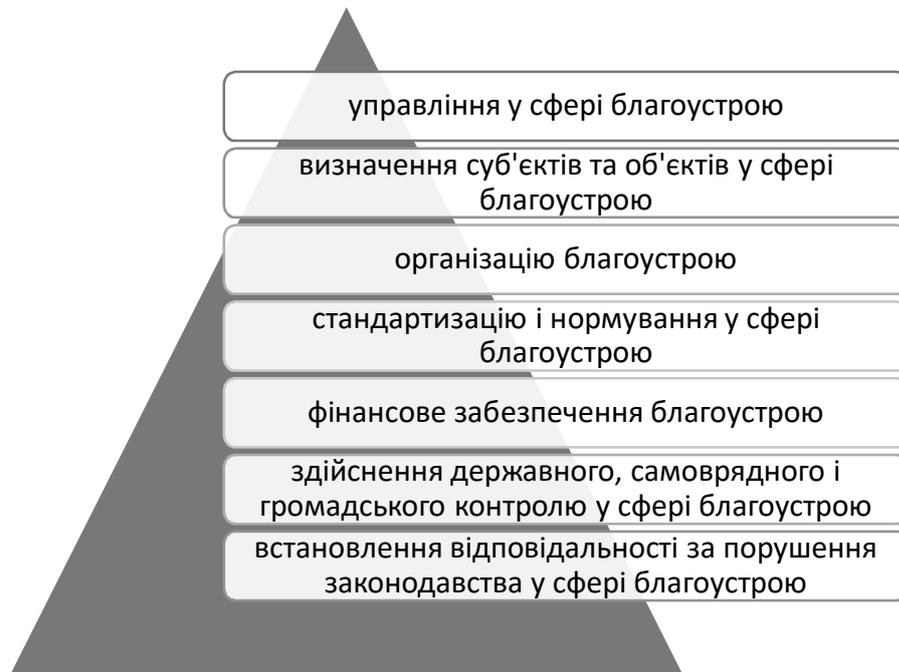 управління у сфері благоустрою
визначення суб'єктів та об'єктів у сфері
благоустрою
організацію благоустрою
стандартизацію і нормування у сфері
благоустрою
фінансове забезпечення благоустрою
здійснення державного, самоврядного і
громадського контролю у сфері благоустрою
встановлення відповідальності за порушення
законодавства у сфері благоустрою